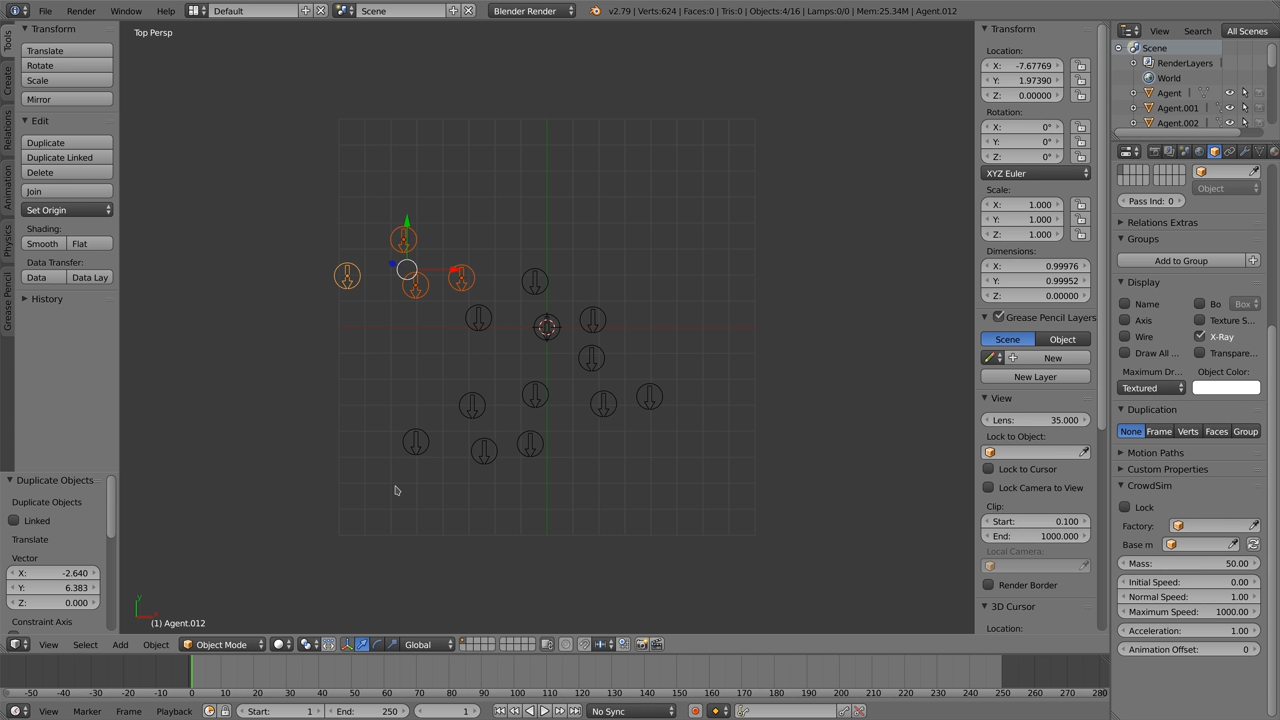 File Render Window Help Default Scene Blender Render v2.79 | Verts:624 | Faces:0 | Tris:0 | Objects:4/16 | Lamps:0/0 | Mem:25.34M | Agent.012
Tools
Create
Relations
Animation
Physics
Grease Pencil
Transform
Translate
Rotate
Scale
Mirror
Edit
Duplicate
Duplicate Linked
Delete
Join
Set Origin
Shading:
Smooth Flat
Data Transfer:
Data Data Lay
History
Duplicate Objects
Duplicate Objects
Linked
Translate
Vector
X: -2.640
Y: 6.383
Z: 0.000
Constraint Axis
Top Persp
(1) Agent.012
Transform
Location:
X: -7.67769
Y: 1.97390
Z: 0.00000
Rotation:
X: 0°
Y: 0°
Z: 0°
XYZ Euler
Scale:
X: 1.000
Y: 1.000
Z: 1.000
Dimensions:
X: 0.99976
Y: 0.99952
Z: 0.00000
Grease Pencil Layers
Scene Object
New
New Layer
View
Lens: 35.000
Lock to Object:
Lock to Cursor
Lock Camera to View
Clip:
Start: 0.100
End: 1000.000
Local Camera:
Render Border
3D Cursor
Location:
View Search All Scenes
Scene
RenderLayers
World
Agent
Agent.001
Agent.002
Object
Pass Ind: 0
Relations Extras
Groups
Add to Group
Display
Name Bo Box
Axis Texture S...
Wire X-Ray
Draw All ... Transpare...
Maximum Dr... Object Color:
Textured
Duplication
None Frame Verts Faces Group
Motion Paths
Custom Properties
CrowdSim
Lock
Factory:
Base m
Mass: 50.00
Initial Speed: 0.00
Normal Speed: 1.00
Maximum Speed: 1000.00
Acceleration: 1.00
Animation Offset: 0
View Select Add Object Object Mode Global
-50 -40 -30 -20 -10 0 10 20 30 40 50 60 70 80 90 100 110 120 130 140 150 160 170 180 190 200 210 220 230 240 250 260 270 280
View Marker Frame Playback Start: 1 End: 250 1 No Sync